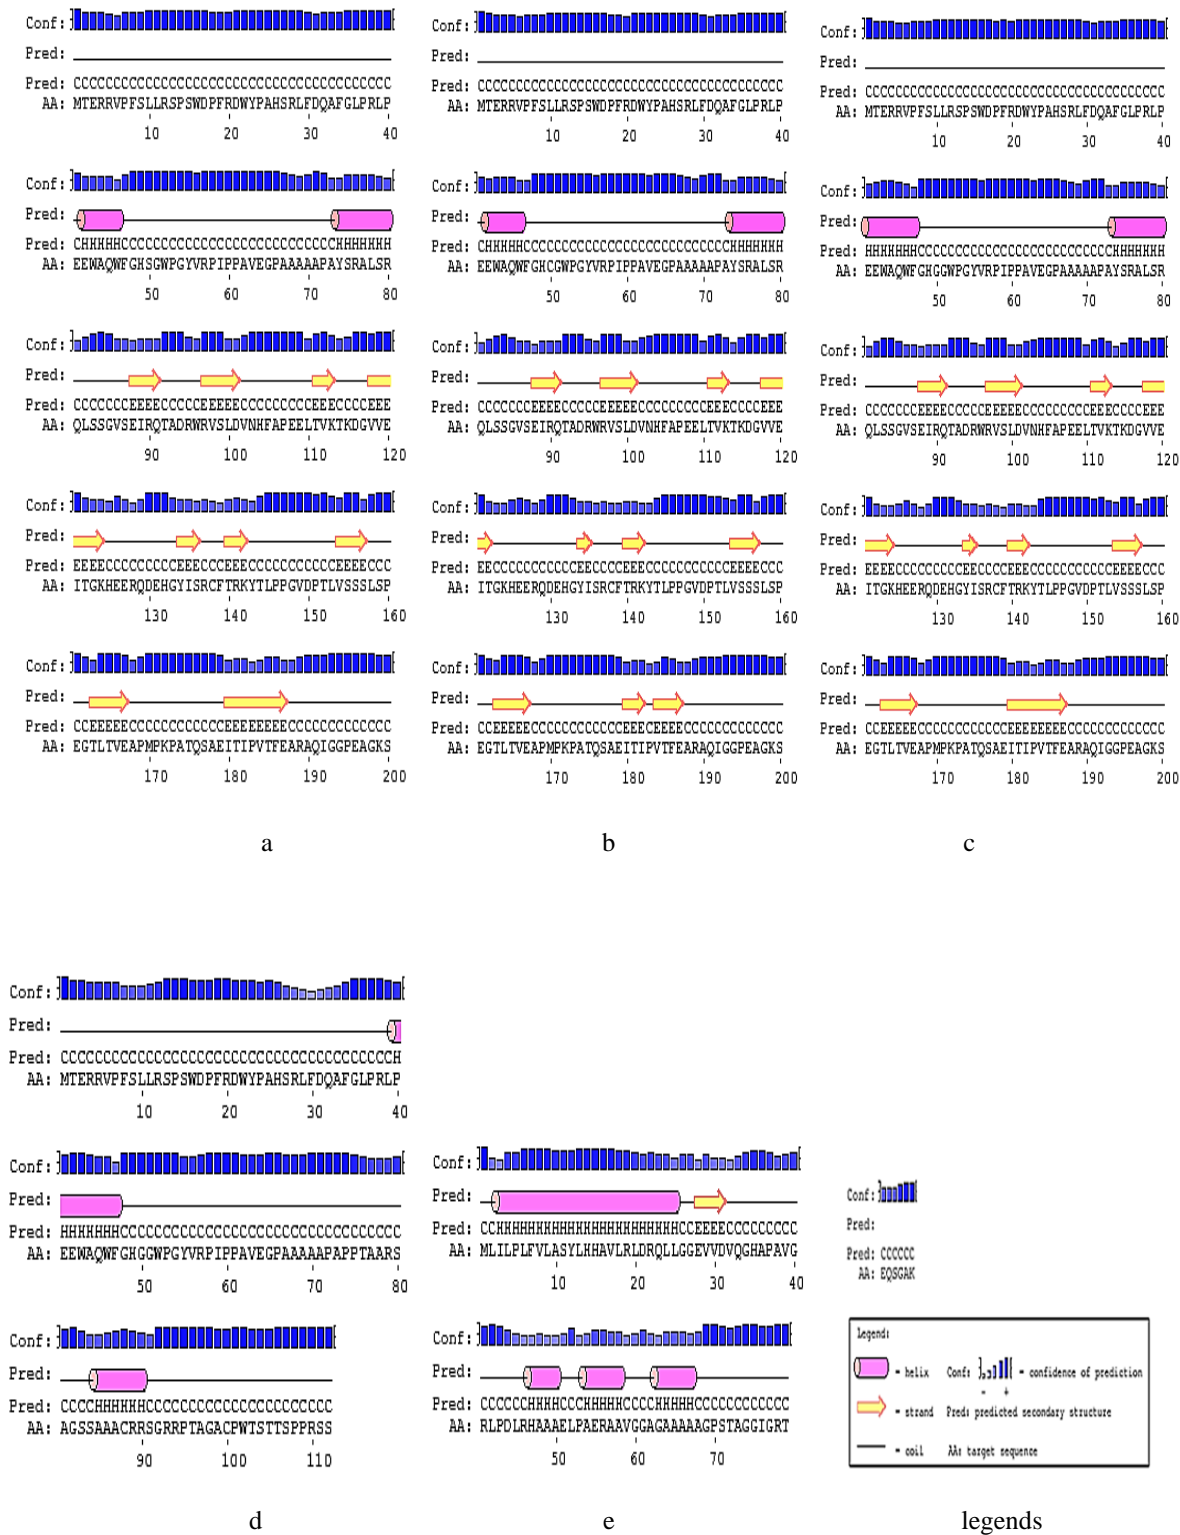 Conf:
Pred:
Pred: CCCCCCCCCCCCCCCCCCCCCCCCCCCCCCCCCCCCCCCC
AA: MTERRVPFSLLRSPSWDPFRDWYPAHSRLFDQAFGLPRLP
10 20 30 40
Conf:
Pred:
Pred: CHHHHHCCCCCCCCCCCCCCCCCCCCCCCCCCCHHHHHHH
AA: EEWAQWFGHSGWPGYVRPIPPAVEGPAAAAAPAYSRALSR
50 60 70 80
Conf:
Pred:
Pred: CCCCCCCEEEECCCCCEEEEECCCCCCCCCEEECCCCEEE
AA: QLSSGVSEIRQTADRWRVSLDVNHFAPEELTVKTKDGVVE
90 100 110 120
Conf:
Pred:
Pred: EEEECCCCCCCCCEEECCCEEECCCCCCCCCCCEEEECCC
AA: ITGKHEERQDEHGYISRCFTRKYTLPPGVDPTLVSSSLSP
130 140 150 160
Conf:
Pred:
Pred: CCEEEEECCCCCCCCCCCCEEEEEEEECCCCCCCCCCCCC
AA: EGTLTVEAPMPKPATQSAEITIPVTFEARAQIGGPEAGKS
170 180 190 200
a
Conf:
Pred:
Pred: CCCCCCCCCCCCCCCCCCCCCCCCCCCCCCCCCCCCCCCC
AA: MTERRVPFSLLRSPSWDPFRDWYPAHSRLFDQAFGLPRLP
10 20 30 40
Conf:
Pred:
Pred: CHHHHHCCCCCCCCCCCCCCCCCCCCCCCCCCCHHHHHHH
AA: EEWAQWFGHCGWPGYVRPIPPAVEGPAAAAAPAYSRALSR
50 60 70 80
Conf:
Pred:
Pred: CCCCCCCEEEECCCCCEEEEECCCCCCCCCEEECCCCEEE
AA: QLSSGVSEIRQTADRWRVSLDVNHFAPEELTVKTKDGVVE
90 100 110 120
Conf:
Pred:
Pred: EECCCCCCCCCCCEECCCCEEECCCCCCCCCCCEEEECCC
AA: ITGKHEERQDEHGYISRCFTRKYTLPPGVDPTLVSSSLSP
130 140 150 160
Conf:
Pred:
Pred: CCEEEEECCCCCCCCCCCCEEECEEEECCCCCCCCCCCCC
AA: EGTLTVEAPMPKPATQSAEITIPVTFEARAQIGGPEAGKS
170 180 190 200
b
Conf:
Pred:
Pred: CCCCCCCCCCCCCCCCCCCCCCCCCCCCCCCCCCCCCCCC
AA: MTERRVPFSLLRSPSWDPFRDWYPAHSRLFDQAFGLPRLP
10 20 30 40
Conf:
Pred:
Pred: HHHHHHHCCCCCCCCCCCCCCCCCCCCCCCCCCHHHHHHH
AA: EEWAQWFGHGGWPGYVRPIPPAVEGPAAAAAPAYSRALSR
50 60 70 80
Conf:
Pred:
Pred: CCCCCCCEEEECCCCCEEEEECCCCCCCCCEEECCCCEEE
AA: QLSSGVSEIRQTADRWRVSLDVNHFAPEELTVKTKDGVVE
90 100 110 120
Conf:
Pred:
Pred: EEEECCCCCCCCCEECCCCEEECCCCCCCCCCCEEEECCC
AA: ITGKHEERQDEHGYISRCFTRKYTLPPGVDPTLVSSSLSP
130 140 150 160
Conf:
Pred:
Pred: CCEEEEECCCCCCCCCCCCEEEEEEEECCCCCCCCCCCCC
AA: EGTLTVEAPMPKPATQSAEITIPVTFEARAQIGGPEAGKS
170 180 190 200
c
Conf:
Pred:
Pred: CCCCCCCCCCCCCCCCCCCCCCCCCCCCCCCCCCCCCCCH
AA: MTERRVPFSLLRSPSWDPFRDWYPAHSRLFDQAFGLPRLP
10 20 30 40
Conf:
Pred:
Pred: HHHHHHHCCCCCCCCCCCCCCCCCCCCCCCCCCCCCCCCC
AA: EEWAQWFGHGGWPGYVRPIPPAVEGPAAAAAPAPPTAARS
50 60 70 80
Conf:
Pred:
Pred: CCCCHHHHHHCCCCCCCCCCCCCCCCCCCCCC
AA: AGSSAAACRRSGRRPTAGACPWTSTTSPPRSS
90 100 110
d
Conf:
Pred:
Pred: CCHHHHHHHHHHHHHHHHHHHHHHHCCEEEECCCCCCCCC
AA: MLILPLFVLASYLHHAVLRLDRQLLGGEVVDVQGHAPAVG
10 20 30 40
Conf:
Pred:
Pred: CCCCCCHHHHCCCHHHHHCCCCHHHHHCCCCCCCCCCCC
AA: RLPDLRHAAAELPAERAAVGGAGAAAAAGPSTAGGIGRT
50 60 70
e
Conf:
Pred:
Pred: CCCCCC
AA: EQSGAK
Legend:
- helix Conf: - confidence of prediction
- +
- strand Pred: predicted secondary structure
- coil AA: target sequence
legends